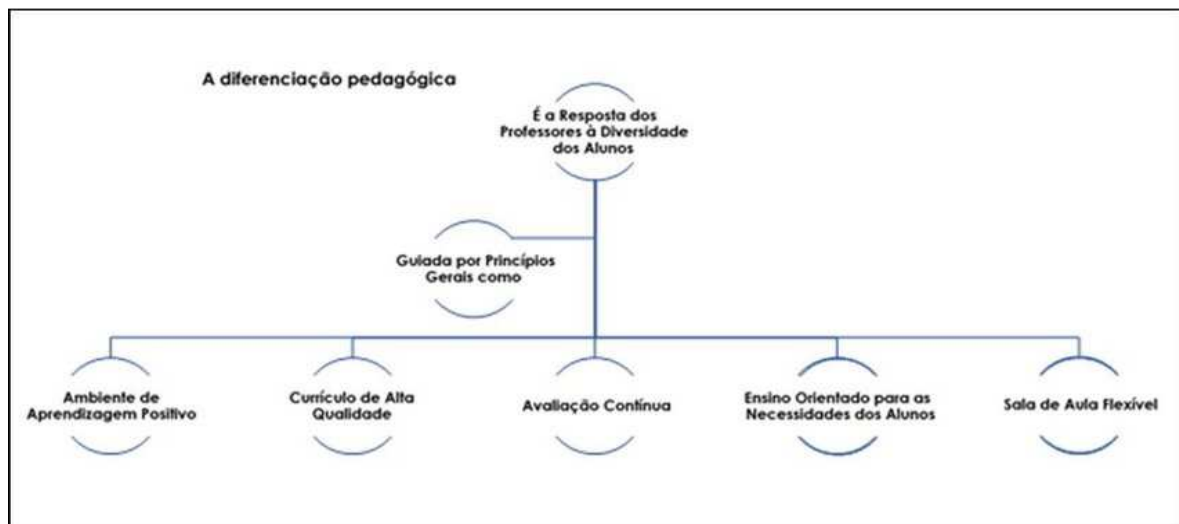 A diferenciação pedagógica
É a Resposta dos
Professores à Diversidade
dos Alunos
Guiada por Princípios
Gerais como
Ambiente de
Aprendizagem Positivo
Currículo de Alta
Qualidade
Avaliação Contínua
Ensino Orientado para as
Necessidades dos Alunos
Sala de Aula Flexível